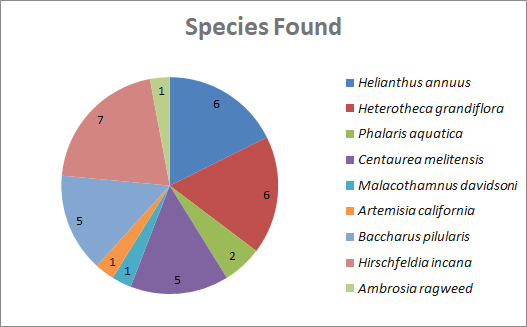 Species Found
1
6
7
6
5
2
1
1
5
Helianthus annuus
Heterotheca grandiflora
Phalaris aquatica
Centaurea melitensis
Malacothamnus davidsoni
Artemisia california
Baccharus pilularis
Hirschfeldia incana
Ambrosia ragweed